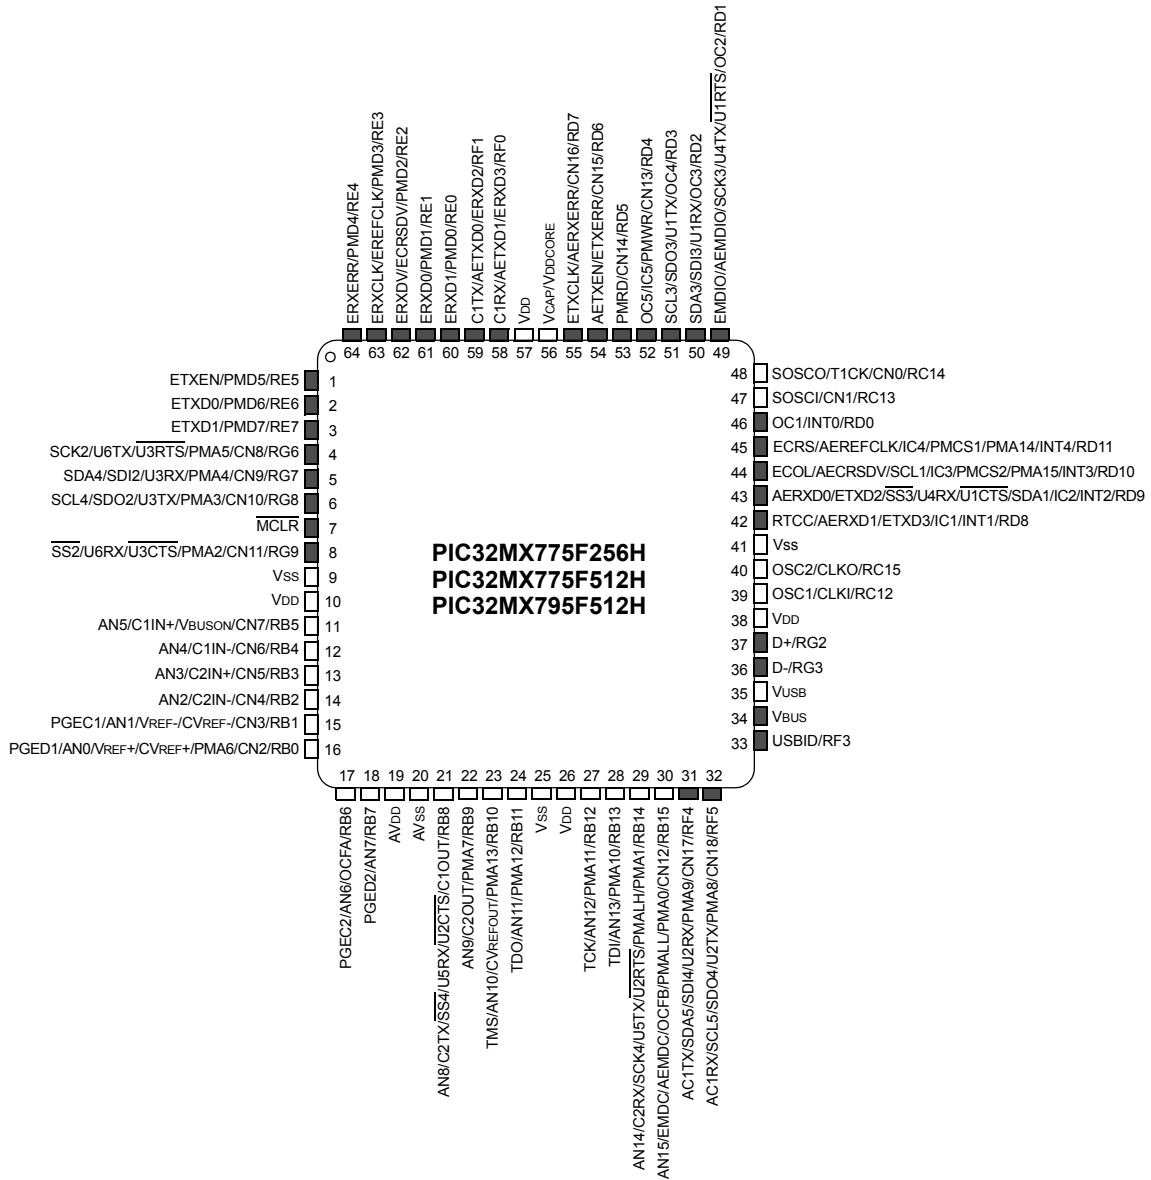 ERXERR/PMD4/RE4
ERXCLK/EREFCLK/PMD3/RE3
ERXDV/ECRSDV/PMD2/RE2
ERXD0/PMD1/RE1
ERXD1/PMD0/RE0
C1TX/AETXD0/ERXD2/RF1
C1RX/AETXD1/ERXD3/RF0
VDD
VCAP/VDDCORE
ETXCLK/AERXERR/CN16/RD7
AETXEN/ETXERR/CN15/RD6
PMRD/CN14/RD5
OC5/IC5/PMWR/CN13/RD4
SCL3/SDO3/U1TX/OC4/RD3
SDA3/SDI3/U1RX/OC3/RD2
EMDIO/AEMDIO/SCK3/U4TX/U1RTS/OC2/RD1
64 63 62 61 60 59 58 57 56 55 54 53 52 51 50 49
ETXEN/PMD5/RE5 1
ETXD0/PMD6/RE6 2
ETXD1/PMD7/RE7 3
SCK2/U6TX/U3RTS/PMA5/CN8/RG6 4
SDA4/SDI2/U3RX/PMA4/CN9/RG7 5
SCL4/SDO2/U3TX/PMA3/CN10/RG8 6
MCLR 7
SS2/U6RX/U3CTS/PMA2/CN11/RG9 8
VSS 9
VDD 10
AN5/C1IN+/VBUSON/CN7/RB5 11
AN4/C1IN-/CN6/RB4 12
AN3/C2IN+/CN5/RB3 13
AN2/C2IN-/CN4/RB2 14
PGEC1/AN1/VREF-/CVREF-/CN3/RB1 15
PGED1/AN0/VREF+/CVREF+/PMA6/CN2/RB0 16
PIC32MX775F256H
PIC32MX775F512H
PIC32MX795F512H
48 SOSCO/T1CK/CN0/RC14
47 SOSCI/CN1/RC13
46 OC1/INT0/RD0
45 ECRS/AEREFCLK/IC4/PMCS1/PMA14/INT4/RD11
44 ECOL/AECRSDV/SCL1/IC3/PMCS2/PMA15/INT3/RD10
43 AERXD0/ETXD2/SS3/U4RX/U1CTS/SDA1/IC2/INT2/RD9
42 RTCC/AERXD1/ETXD3/IC1/INT1/RD8
41 Vss
40 OSC2/CLKO/RC15
39 OSC1/CLKI/RC12
38 VDD
37 D+/RG2
36 D-/RG3
35 VUSB
34 VBUS
33 USBID/RF3
17 18 19 20 21 22 23 24 25 26 27 28 29 30 31 32
PGEC2/AN6/OCFA/RB6
PGED2/AN7/RB7
AVDD
AVSS
AN8/C2TX/SS4/U5RX/U2CTS/C1OUT/RB8
AN9/C2OUT/PMA7/RB9
TMS/AN10/CVREFOUT/PMA13/RB10
TDO/AN11/PMA12/RB11
VSS
VDD
TCK/AN12/PMA11/RB12
TDI/AN13/PMA10/RB13
AN14/C2RX/SCK4/U5TX/U2RTS/PMALH/PMA1/RB14
AN15/EMDC/AEMDC/OCFB/PMALL/PMA0/CN12/RB15
AC1TX/SDA5/SDI4/U2RX/PMA9/CN17/RF4
AC1RX/SCL5/SDO4/U2TX/PMA8/CN18/RF5